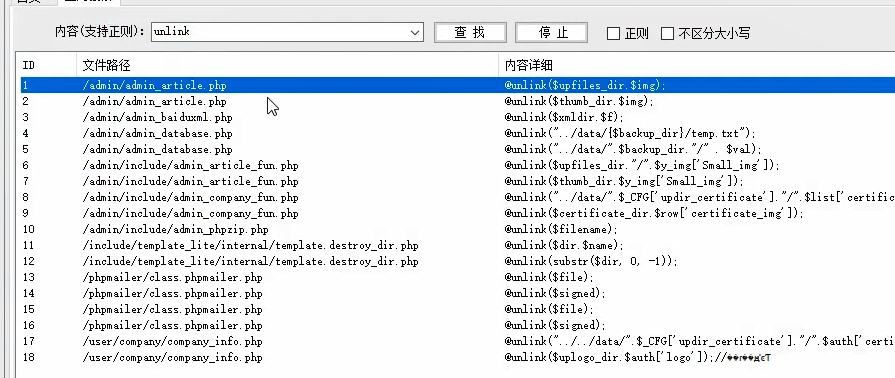 内容(支持正则): unlink 查 找 停 止 正则 不区分大小写
ID 文件路径 内容详细
1 /admin/admin_article.php @unlink($upfiles_dir.$img);
2 /admin/admin_article.php @unlink($thumb_dir.$img);
3 /admin/admin_baiduxml.php @unlink($xmldir.$f);
4 /admin/admin_database.php @unlink("../data/{$backup_dir}/temp.txt");
5 /admin/admin_database.php @unlink("../data/".$backup_dir."/" . $val);
6 /admin/include/admin_article_fun.php @unlink($upfiles_dir."/".$y_img['Small_img']);
7 /admin/include/admin_article_fun.php @unlink($thumb_dir.$y_img['Small_img']);
8 /admin/include/admin_company_fun.php @unlink("../data/".$_CFG['updir_certificate']."/".$list['certific
9 /admin/include/admin_company_fun.php @unlink($certificate_dir.$row['certificate_img']);
10 /admin/include/admin_phpzip.php @unlink($filename);
11 /include/template_lite/internal/template.destroy_dir.php @unlink($dir.$name);
12 /include/template_lite/internal/template.destroy_dir.php @unlink(substr($dir, 0, -1));
13 /phpmailer/class.phpmailer.php @unlink($file);
14 /phpmailer/class.phpmailer.php @unlink($signed);
15 /phpmailer/class.phpmailer.php @unlink($file);
16 /phpmailer/class.phpmailer.php @unlink($signed);
17 /user/company/company_info.php @unlink("../../data/".$_CFG['updir_certificate']."/".$auth['certi
18 /user/company/company_info.php @unlink($uplogo_dir.$auth['logo']);//